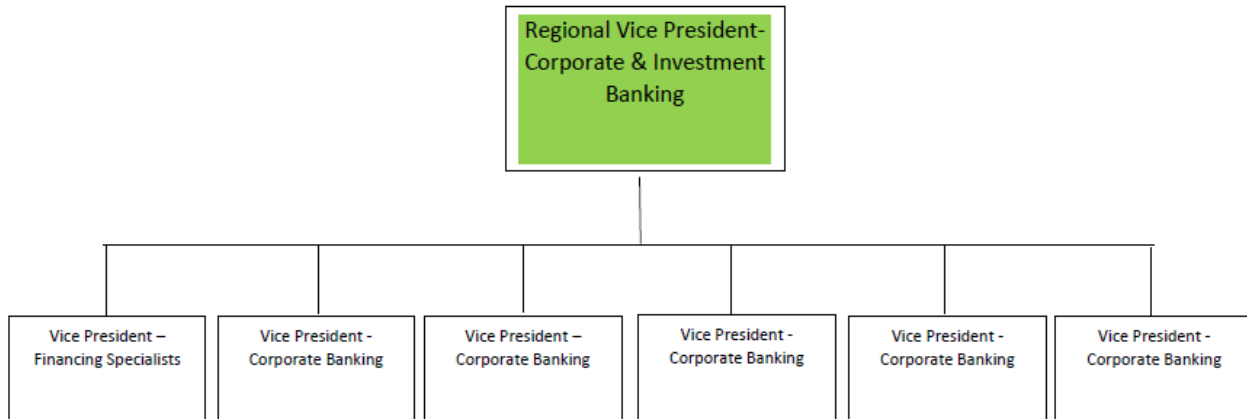 Regional Vice President-
Corporate & Investment
Banking
Vice President –
Financing Specialists
Vice President -
Corporate Banking
Vice President –
Corporate Banking
Vice President -
Corporate Banking
Vice President -
Corporate Banking
Vice President -
Corporate Banking